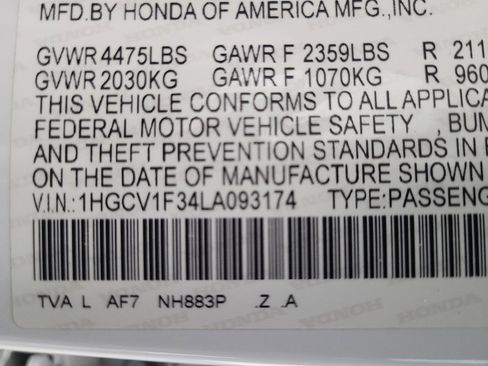 MFD.BY HONDA OF AMERICA MFG.,INC.
GVWR 4475LBS GAWR F 2359LBS R 211
GVWR 2030KG GAWR F 1070KG R 960
THIS VEHICLE CONFORMS TO ALL APPLICA
FEDERAL MOTOR VEHICLE SAFETY , BUM
AND THEFT PREVENTION STANDARDS IN E
ON THE DATE OF MANUFACTURE SHOWN
V.I.N.:1HGCV1F34LA093174 TYPE:PASSENG
TVA L AF7 NH883P .Z .A